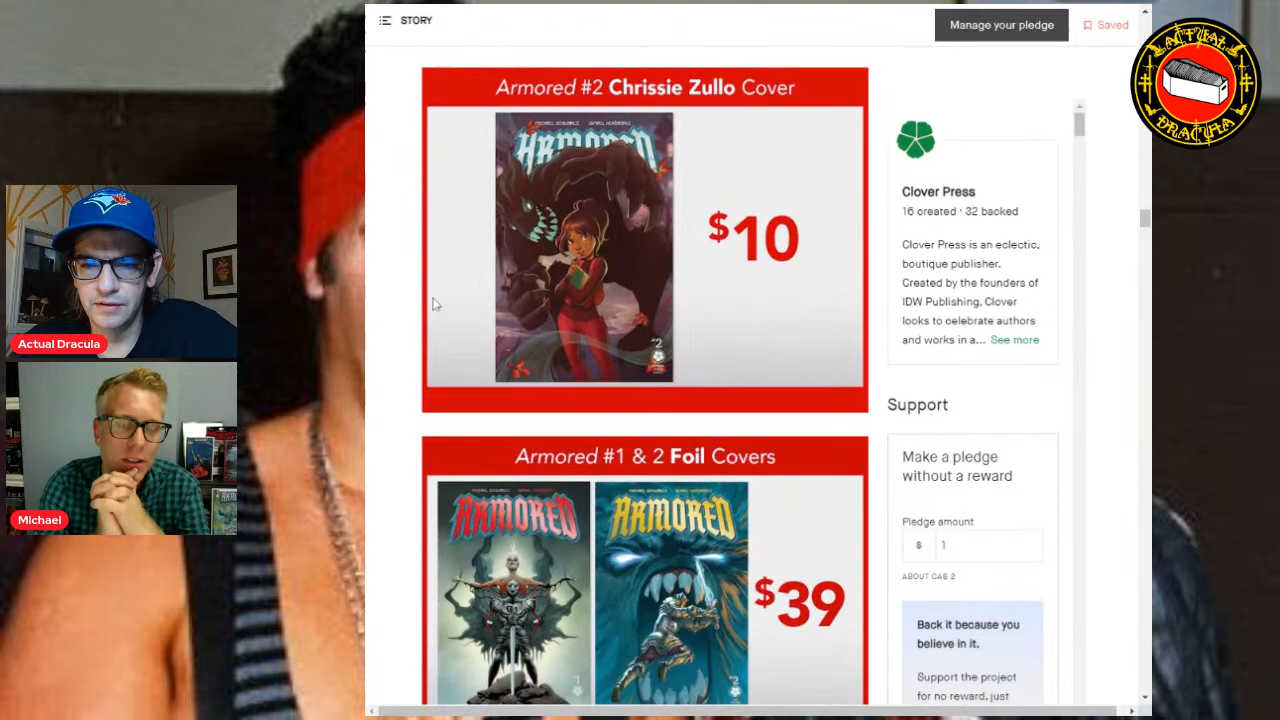 STORY
Manage your pledge
Saved
ACTUAL
DRACULA
Armored #2 Chrissie Zullo Cover
ARMORED
$10
#2
Clover Press
16 created · 32 backed
Clover Press is an eclectic,
boutique publisher.
Created by the founders of
IDW Publishing, Clover
looks to celebrate authors
and works in a... See more
Support
Make a pledge
without a reward
Pledge amount
$ 1
ABOUT CA$ 2
Back it because you
believe in it.
Support the project
for no reward, just
Armored #1 & 2 Foil Covers
ARMORED
ARMORED
$39
Actual Dracula
Michael